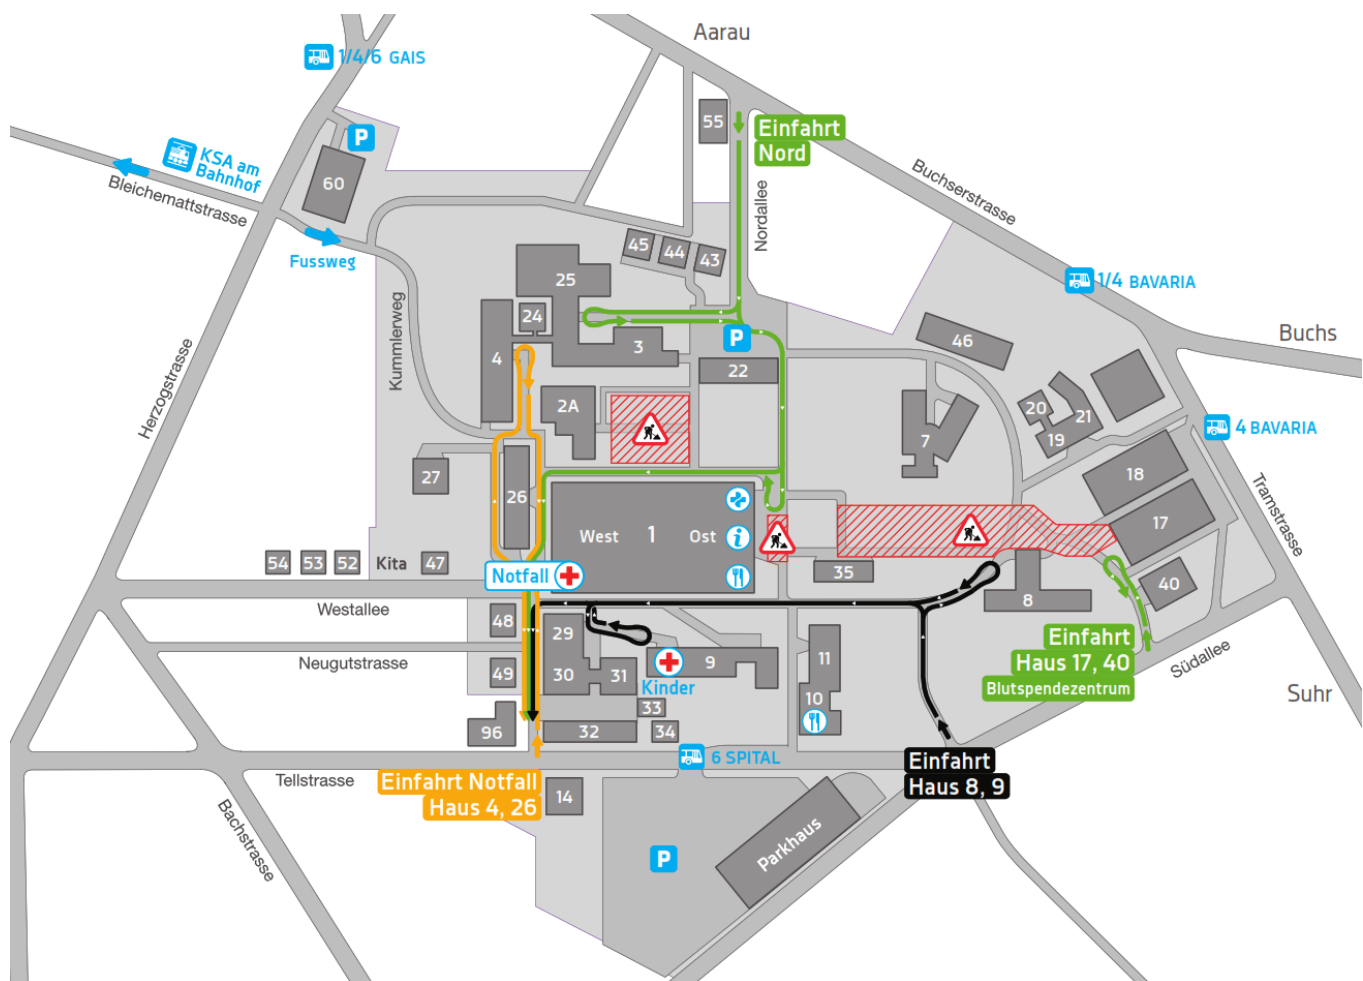 Aarau
1/4/6 GAIS
P
KSA am
Bahnhof
Bleichemattstrasse
60
Fussweg
55
Einfahrt
Nord
Nordallee
Buchserstrasse
1/4 BAVARIA
Buchs
45
44
43
25
24
3
4
P
22
2A
46
7
20
21
19
4 BAVARIA
Kummlerweg
Herzogstrasse
27
26
18
17
Tramstrasse
West
1
Ost
i
54
53
52
Kita
47
Notfall
35
8
40
Westallee
48
29
Neugutstrasse
49
30
31
9
Kinder
11
10
Einfahrt
Haus 17, 40
Blutspendezentrum
Südallee
Suhr
33
96
32
34
6 SPITAL
Tellstrasse
Einfahrt Notfall
Haus 4, 26
14
Einfahrt
Haus 8, 9
Bachstrasse
Parkhaus
P